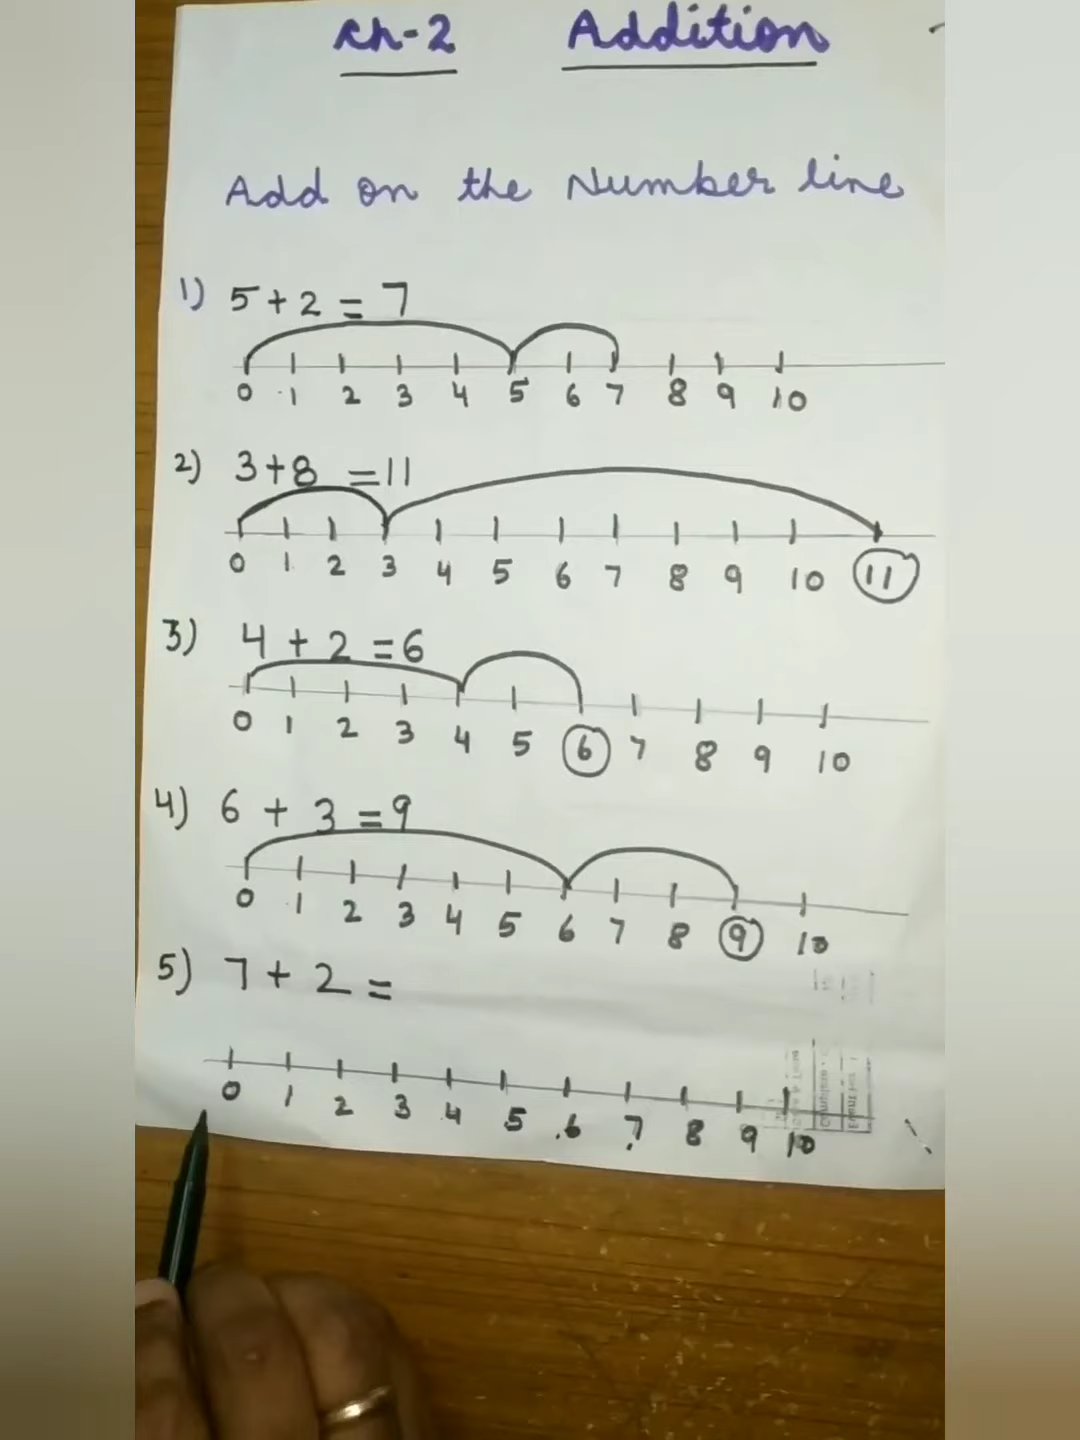 Ch-2 Addition
Add on the Number line
1) 5+2=7
0 1 2 3 4 5 6 7 8 9 10
2) 3+8 =11
0 1 2 3 4 5 6 7 8 9 10 11
3) 4 + 2 =6
0 1 2 3 4 5 6 7 8 9 10
4) 6 + 3 =9
0 1 2 3 4 5 6 7 8 9 10
5) 7+ 2 =
0 1 2 3 4 5 6 7 8 9 10